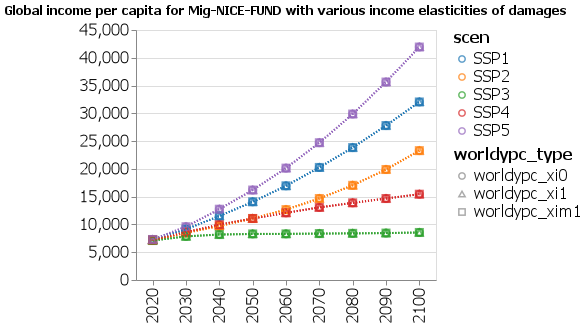 Global income per capita for Mig-NICE-FUND with various income elasticities of damages
45,000
40,000
35,000
30,000
25,000
20,000
15,000
10,000
5,000
0
2020 2030 2040 2050 2060 2070 2080 2090 2100
scen
SSP1
SSP2
SSP3
SSP4
SSP5
worldypc_type
worldypc_xi0
worldypc_xi1
worldypc_xim1